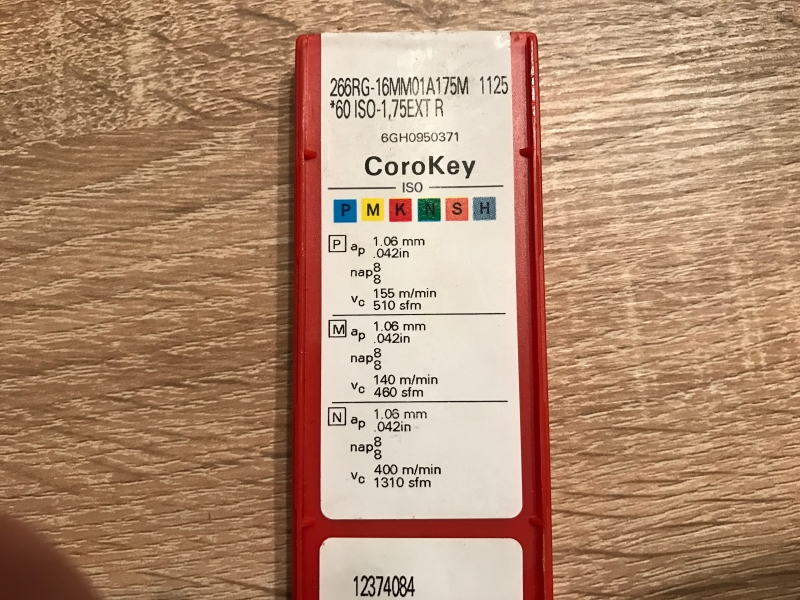 266RG-16MM01A175M 1125
*60 ISO-1,75EXT R
6GH0950371
CoroKey
ISO
P M K N S H
P ap 1.06 mm
.042in
nap 8
8
vc 155 m/min
510 sfm
M ap 1.06 mm
.042in
nap 8
8
vc 140 m/min
460 sfm
N ap 1.06 mm
.042in
nap 8
8
vc 400 m/min
1310 sfm
12374084